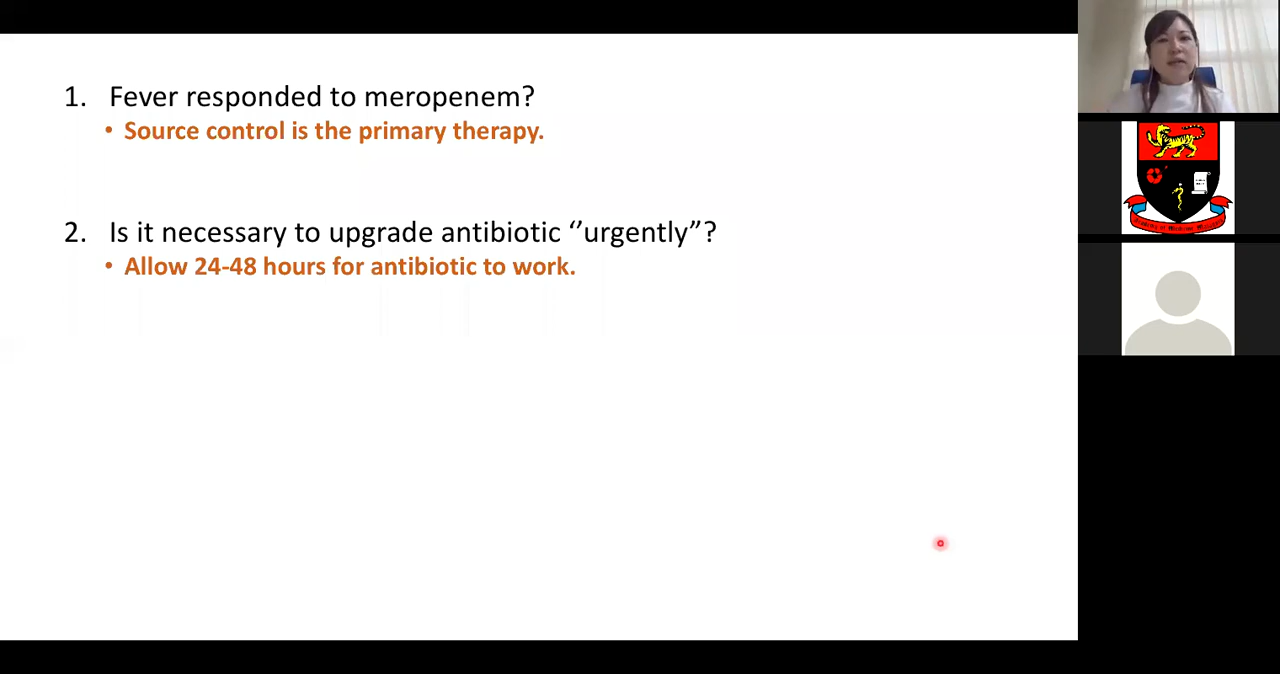 1. Fever responded to meropenem?
• Source control is the primary therapy.
2. Is it necessary to upgrade antibiotic ‘’urgently”?
• Allow 24-48 hours for antibiotic to work.